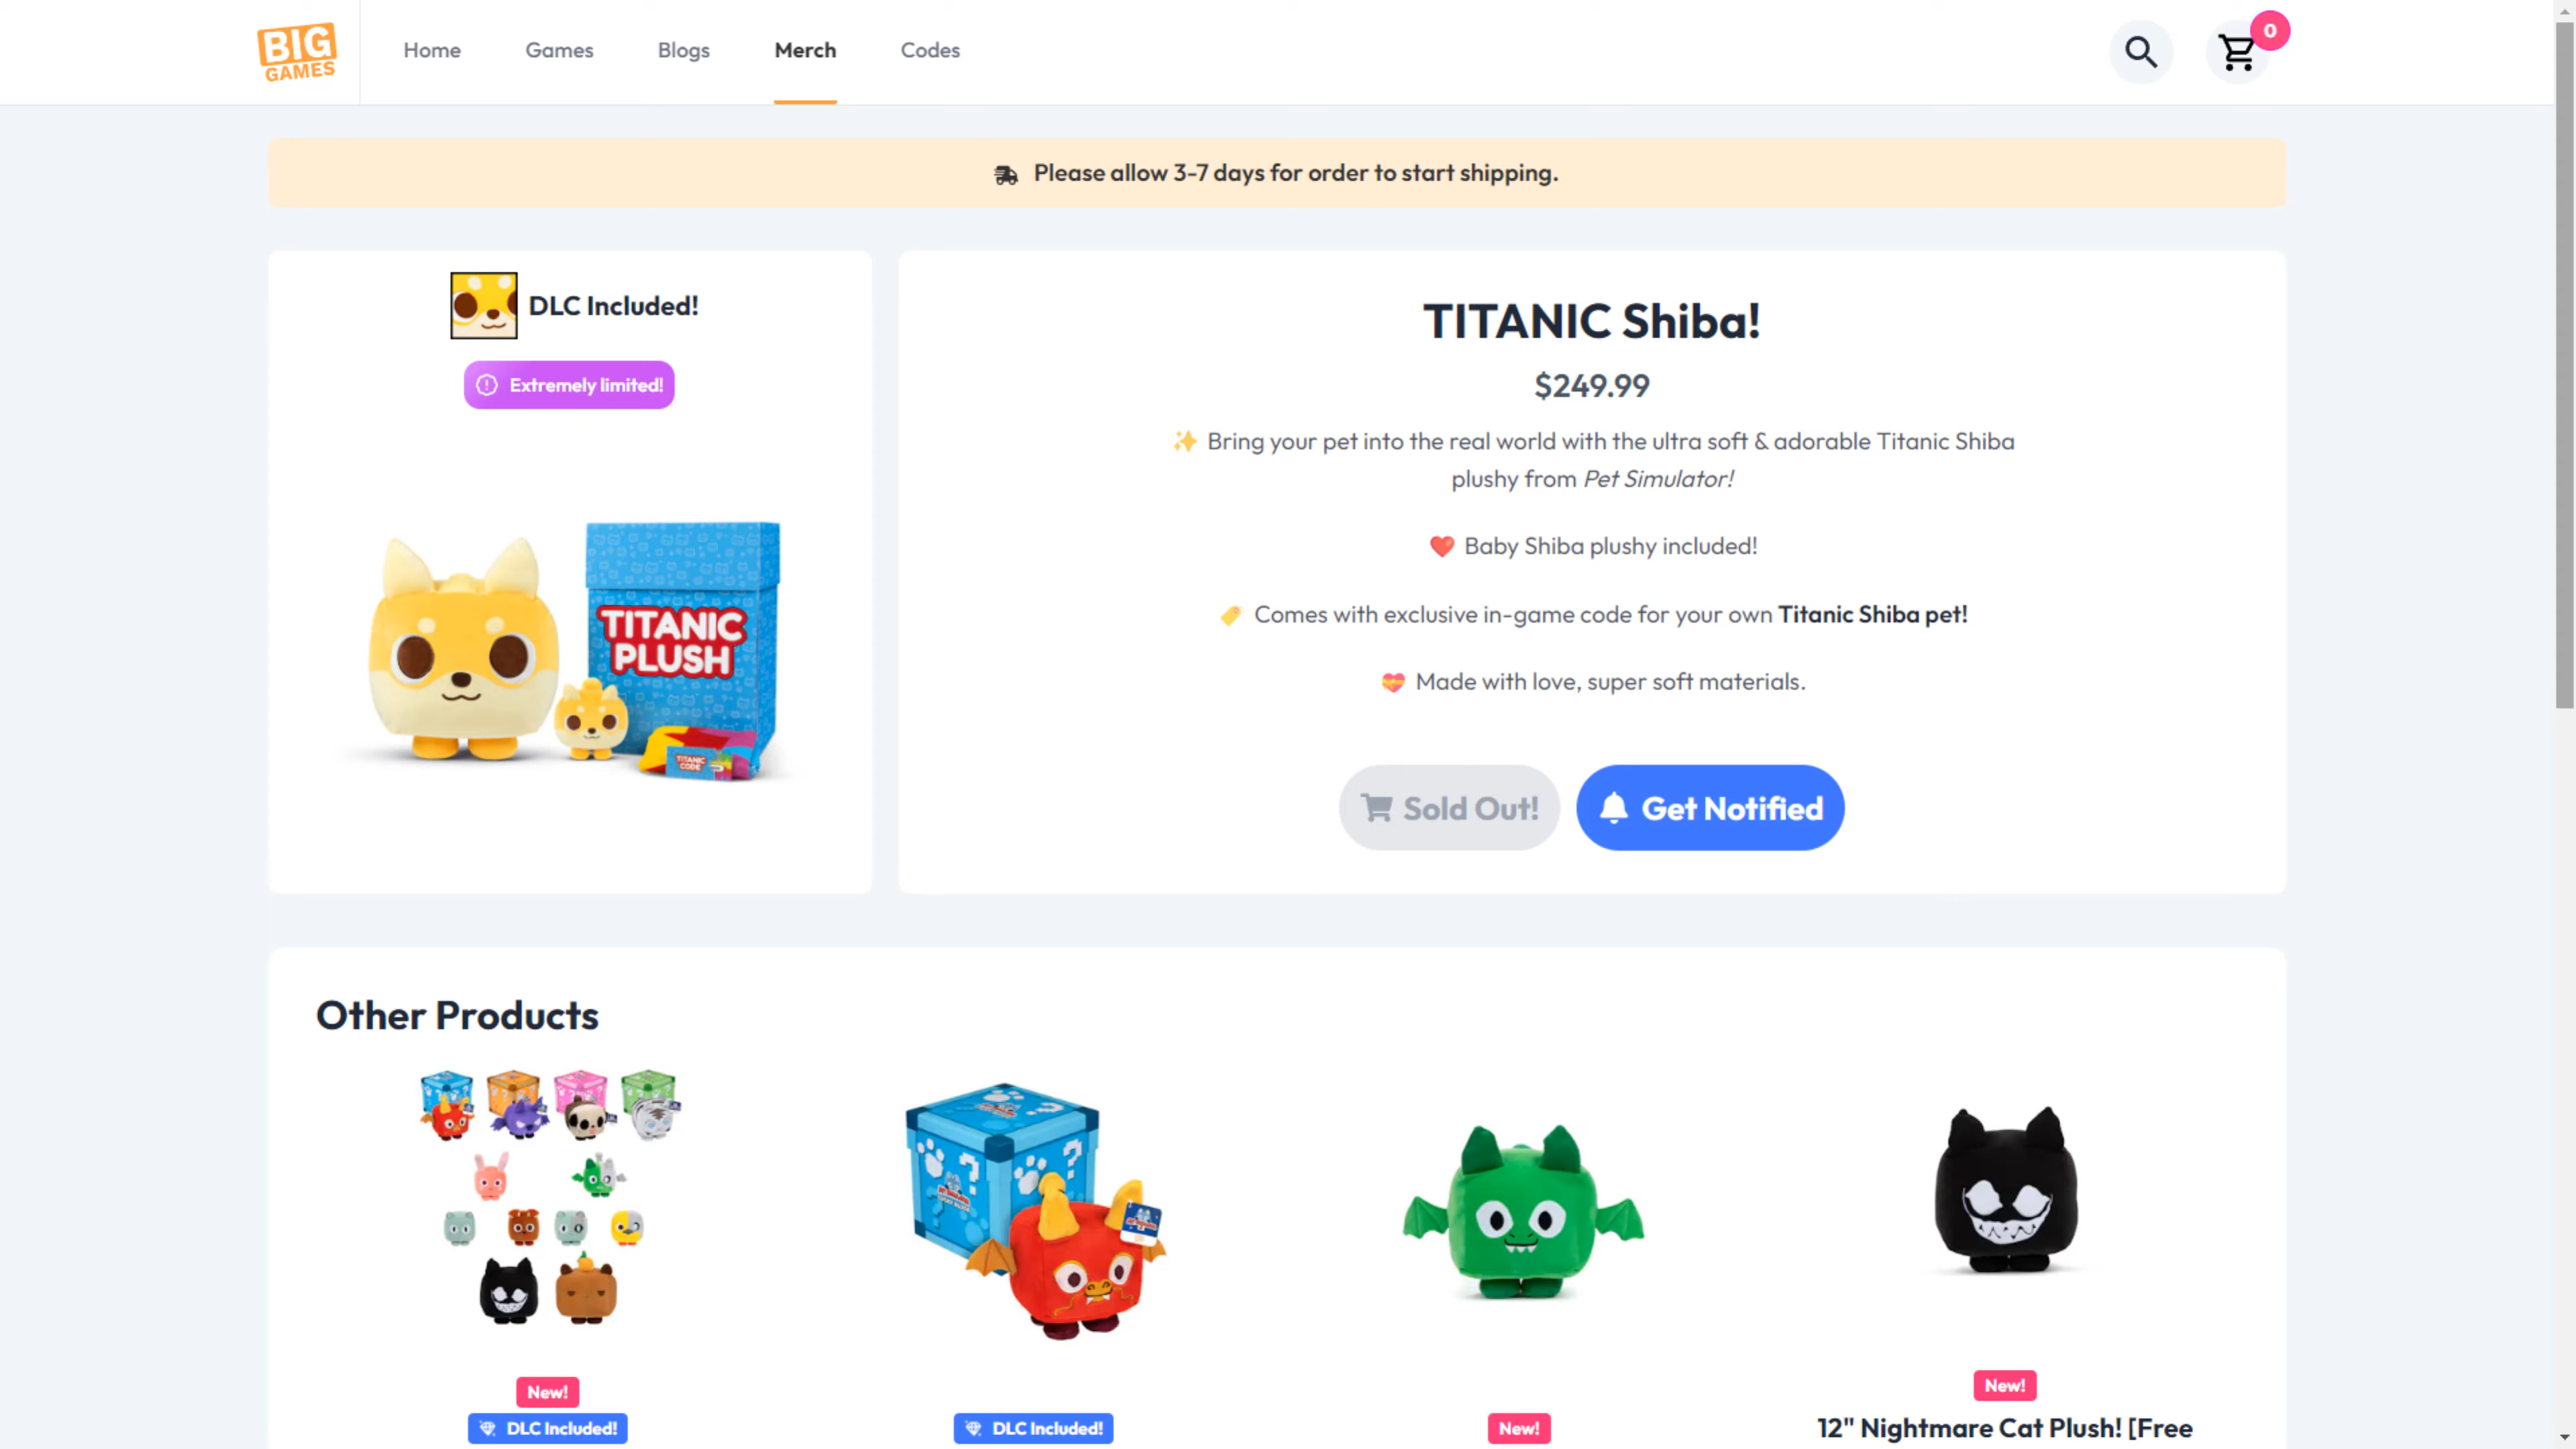 BIG
GAMES
Home
Games
Blogs
Merch
Codes
0
Please allow 3-7 days for order to start shipping.
DLC Included!
Extremely limited!
TITANIC
PLUSH
TITANIC
CODE
TITANIC Shiba!
$249.99
✨ Bring your pet into the real world with the ultra soft & adorable Titanic Shiba
plushy from Pet Simulator!
❤️ Baby Shiba plushy included!
🏷️ Comes with exclusive in-game code for your own Titanic Shiba pet!
💝 Made with love, super soft materials.
Sold Out!
Get Notified
Other Products
New!
DLC Included!
DLC Included!
New!
New!
12" Nightmare Cat Plush! [Free